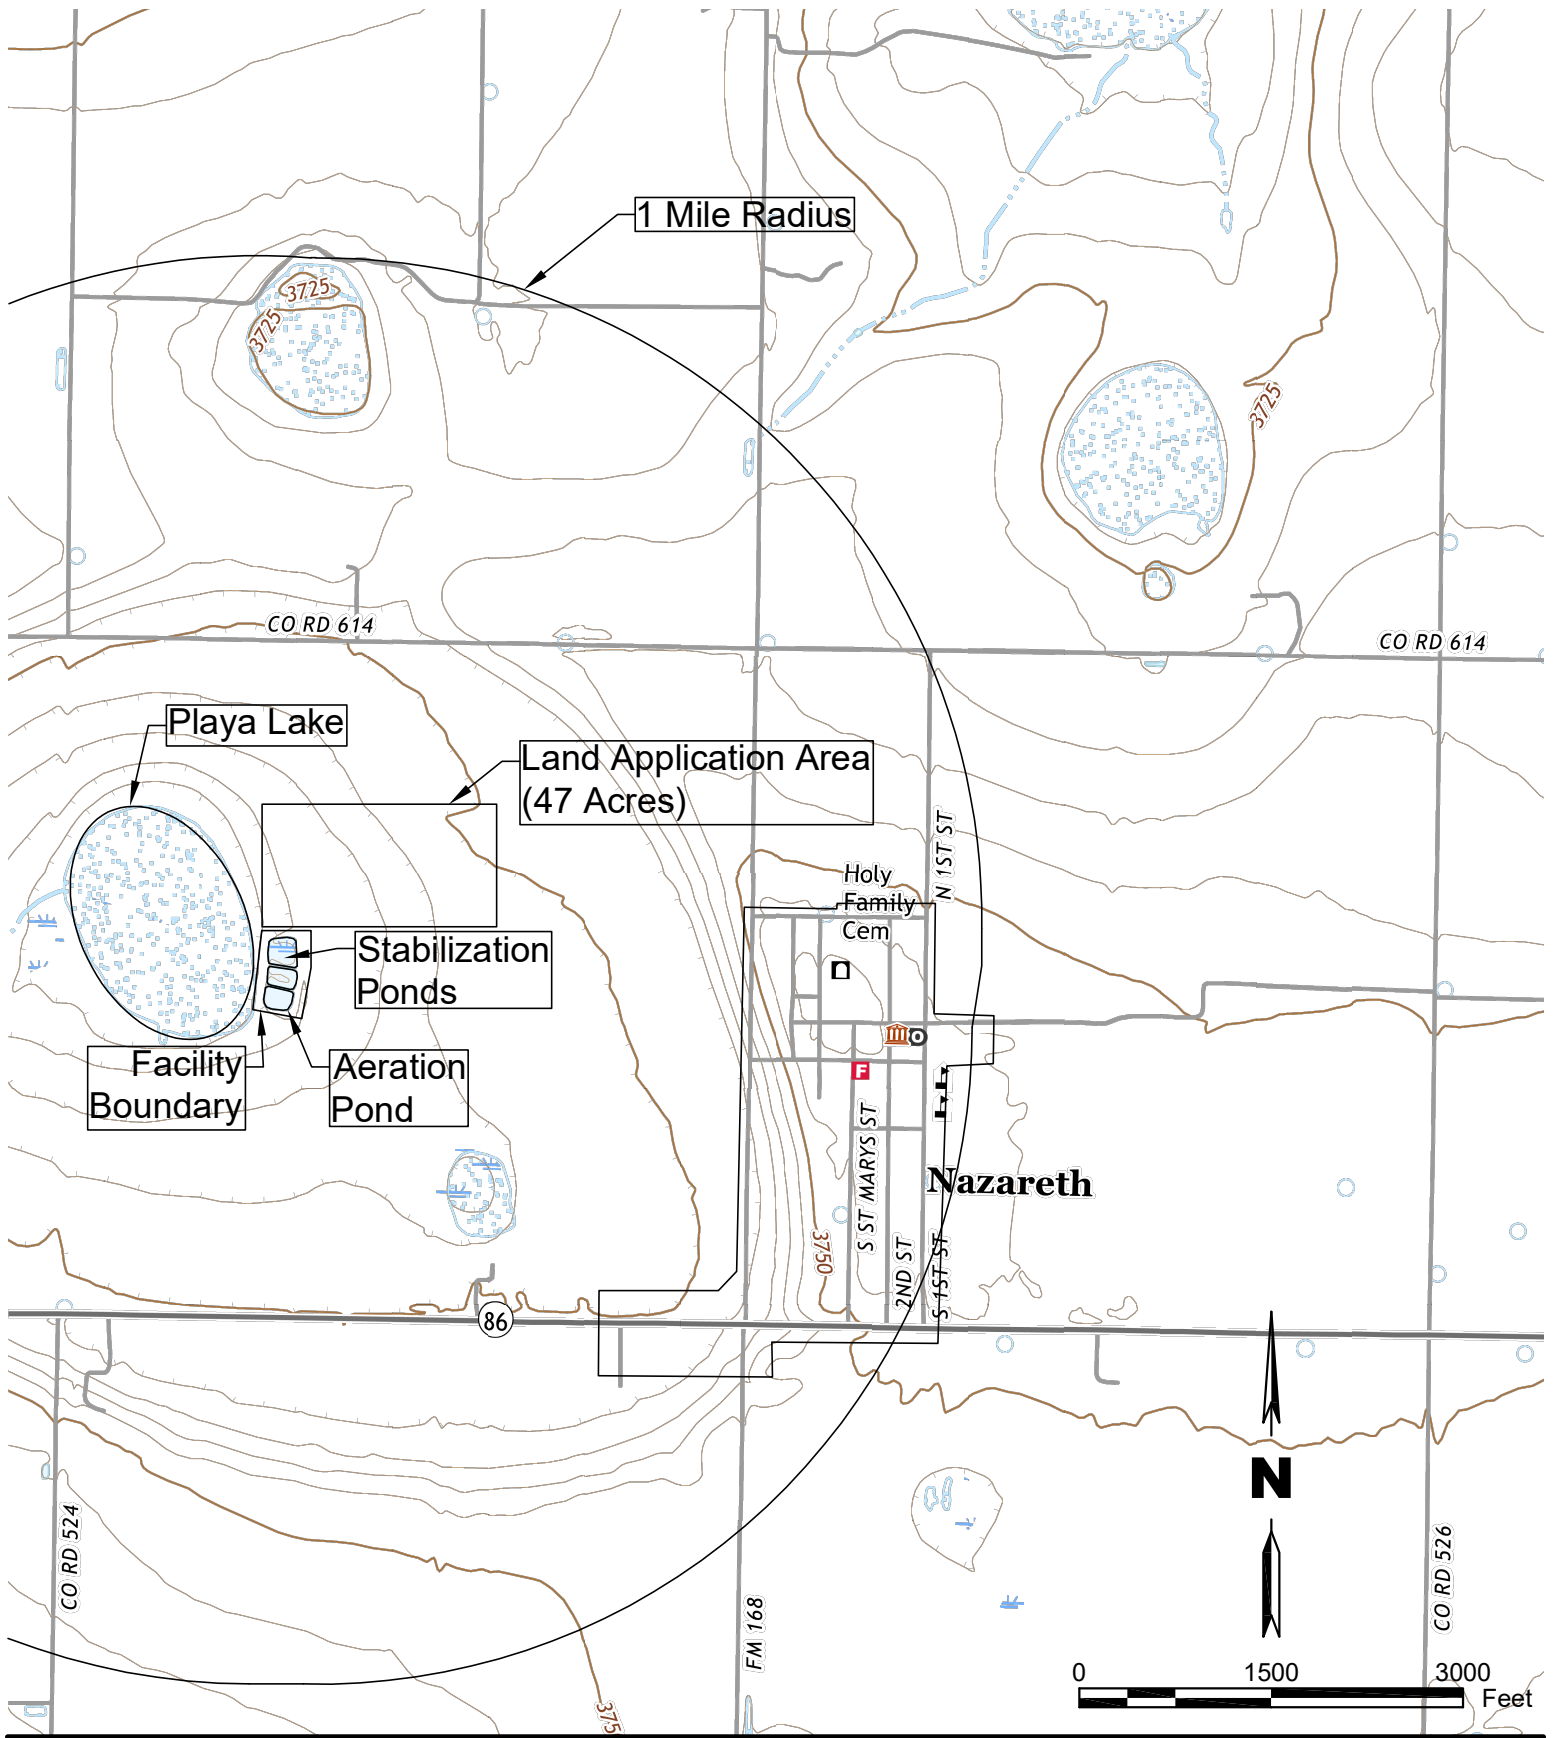 1 Mile Radius
3725
3725
3725
CO RD 614
CO RD 614
Playa Lake
Land Application Area
(47 Acres)
N 1ST ST
Holy
Family
Cem
Stabilization
Ponds
Facility
Boundary
Aeration
Pond
F
S ST MARYS ST
Nazareth
3750
2ND ST
S 1ST ST
86
N
CO RD 524
FM 168
CO RD 526
0 1500 3000
Feet